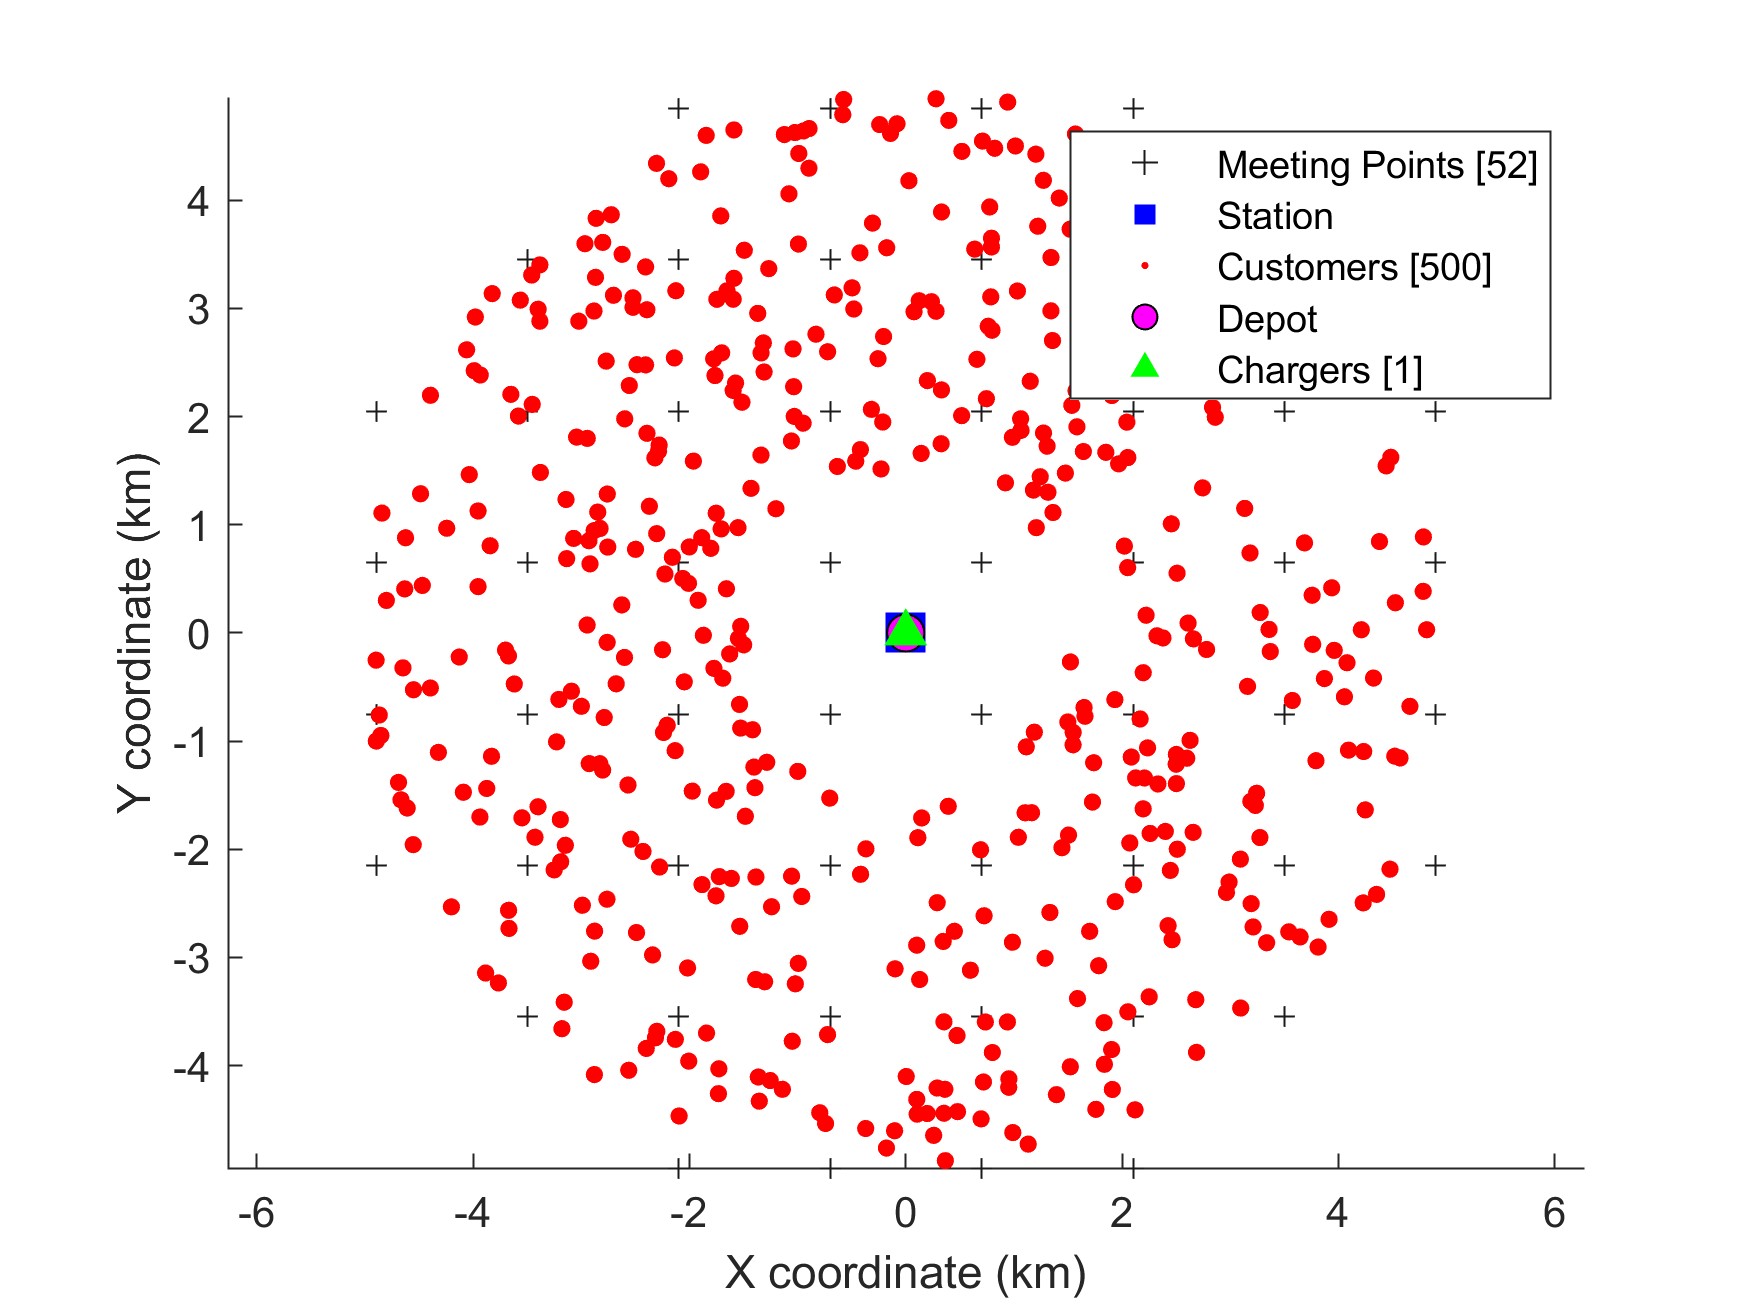 Meeting Points [52]
Station
Customers [500]
Depot
Chargers [1]
Y coordinate (km)
4
3
2
1
0
-1
-2
-3
-4
-6 -4 -2 0 2 4 6
X coordinate (km)